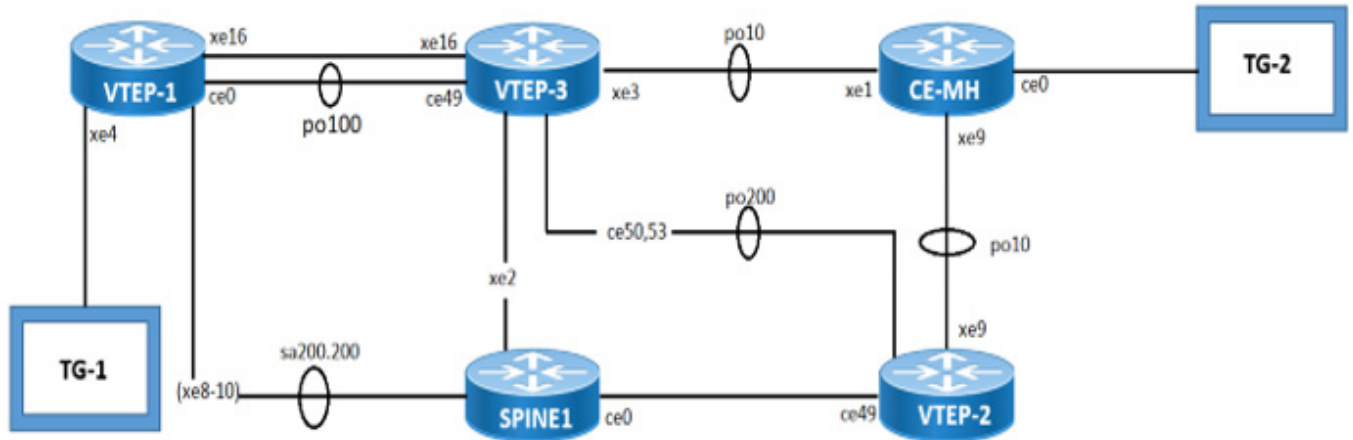 xe16
xe16
po10
TG-2
VTEP-1
ce0
ce49
VTEP-3
xe3
xe1
CE-MH
ce0
po100
xe4
xe9
po200
ce50,53
po10
xe2
xe9
sa200.200
TG-1
(xe8-10)
SPINE1
ce0
ce49
VTEP-2